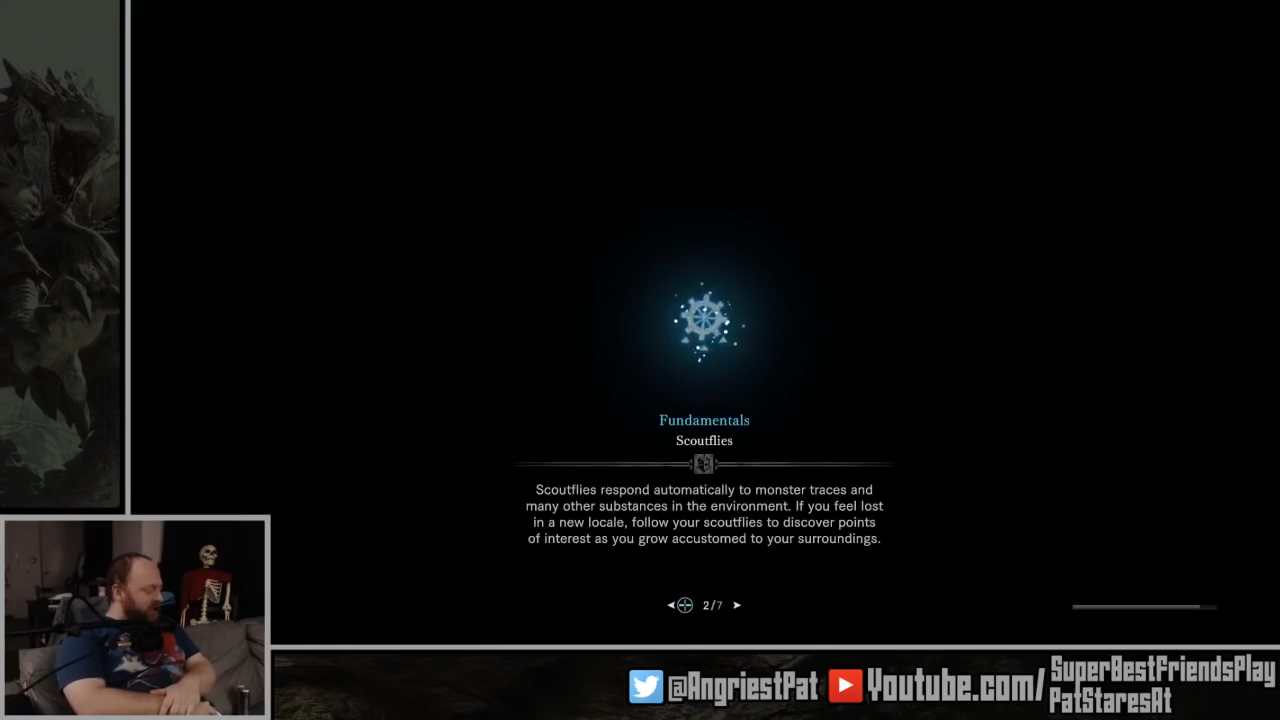 Fundamentals
Scoutflies
Scoutflies respond automatically to monster traces and
many other substances in the environment. If you feel lost
in a new locale, follow your scoutflies to discover points
of interest as you grow accustomed to your surroundings.
2/7
@AngriestPat Youtube.com/ SuperBestFriendsPlay
PatStaresAt